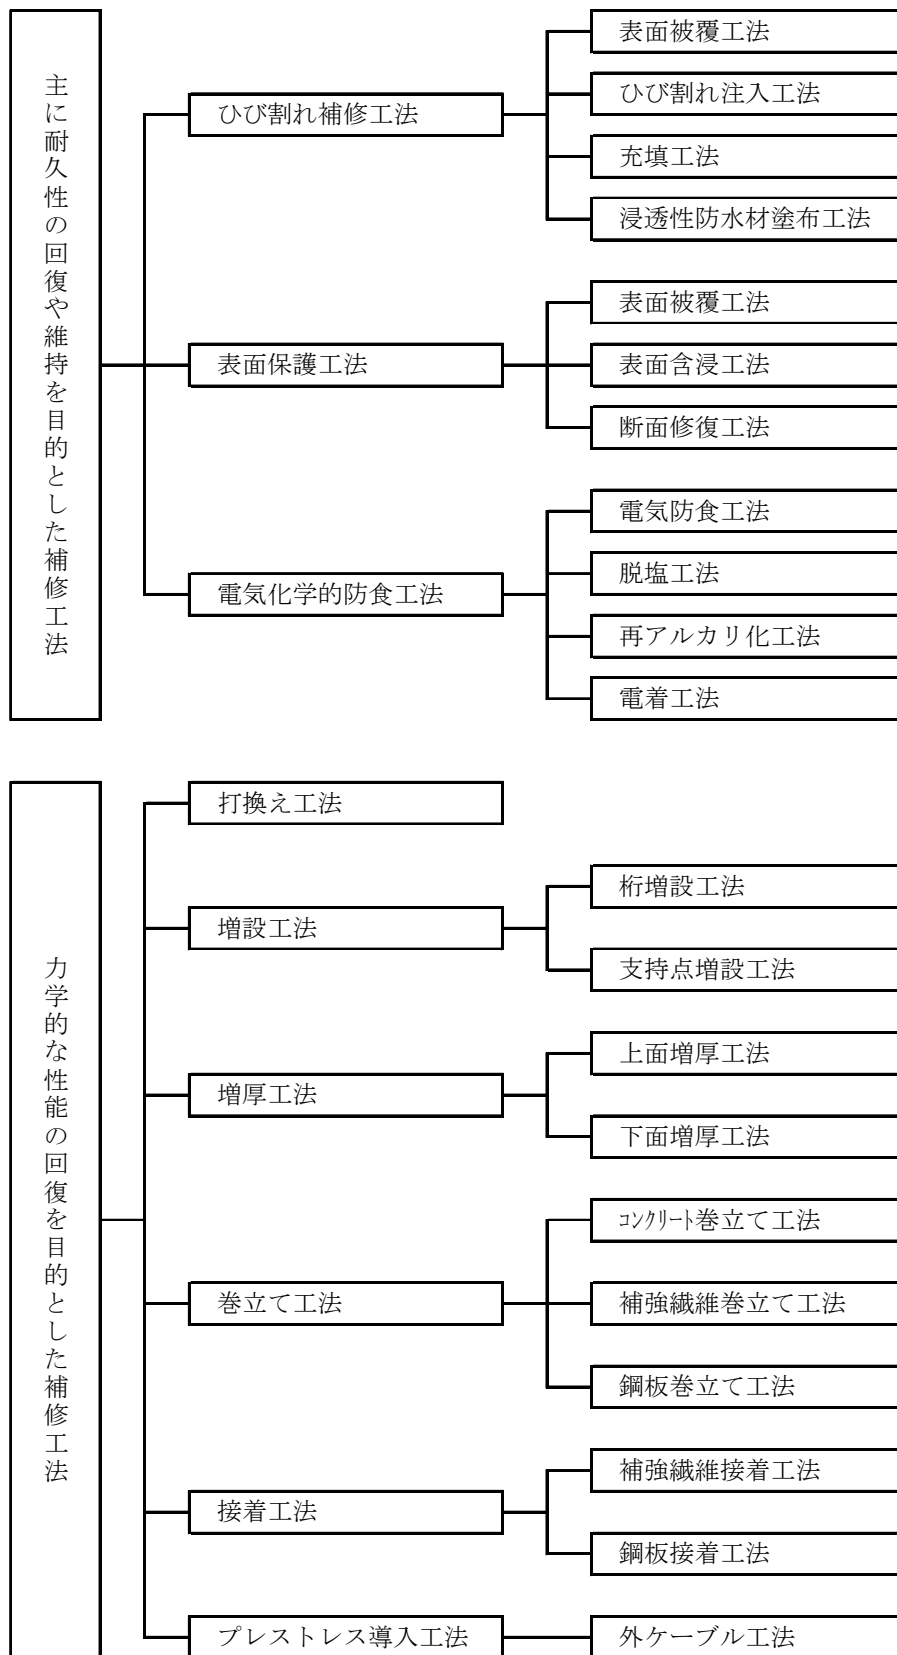 主に耐久性の回復や維持を目的とした補修工法
ひび割れ補修工法
表面被覆工法
ひび割れ注入工法
充填工法
浸透性防水材塗布工法
表面保護工法
表面被覆工法
表面含浸工法
断面修復工法
電気化学的防食工法
電気防食工法
脱塩工法
再アルカリ化工法
電着工法
力学的な性能の回復を目的とした補修工法
打換え工法
増設工法
桁増設工法
支持点増設工法
増厚工法
上面増厚工法
下面増厚工法
巻立て工法
ｺﾝｸﾘｰﾄ巻立て工法
補強繊維巻立て工法
鋼板巻立て工法
接着工法
補強繊維接着工法
鋼板接着工法
プレストレス導入工法
外ケーブル工法